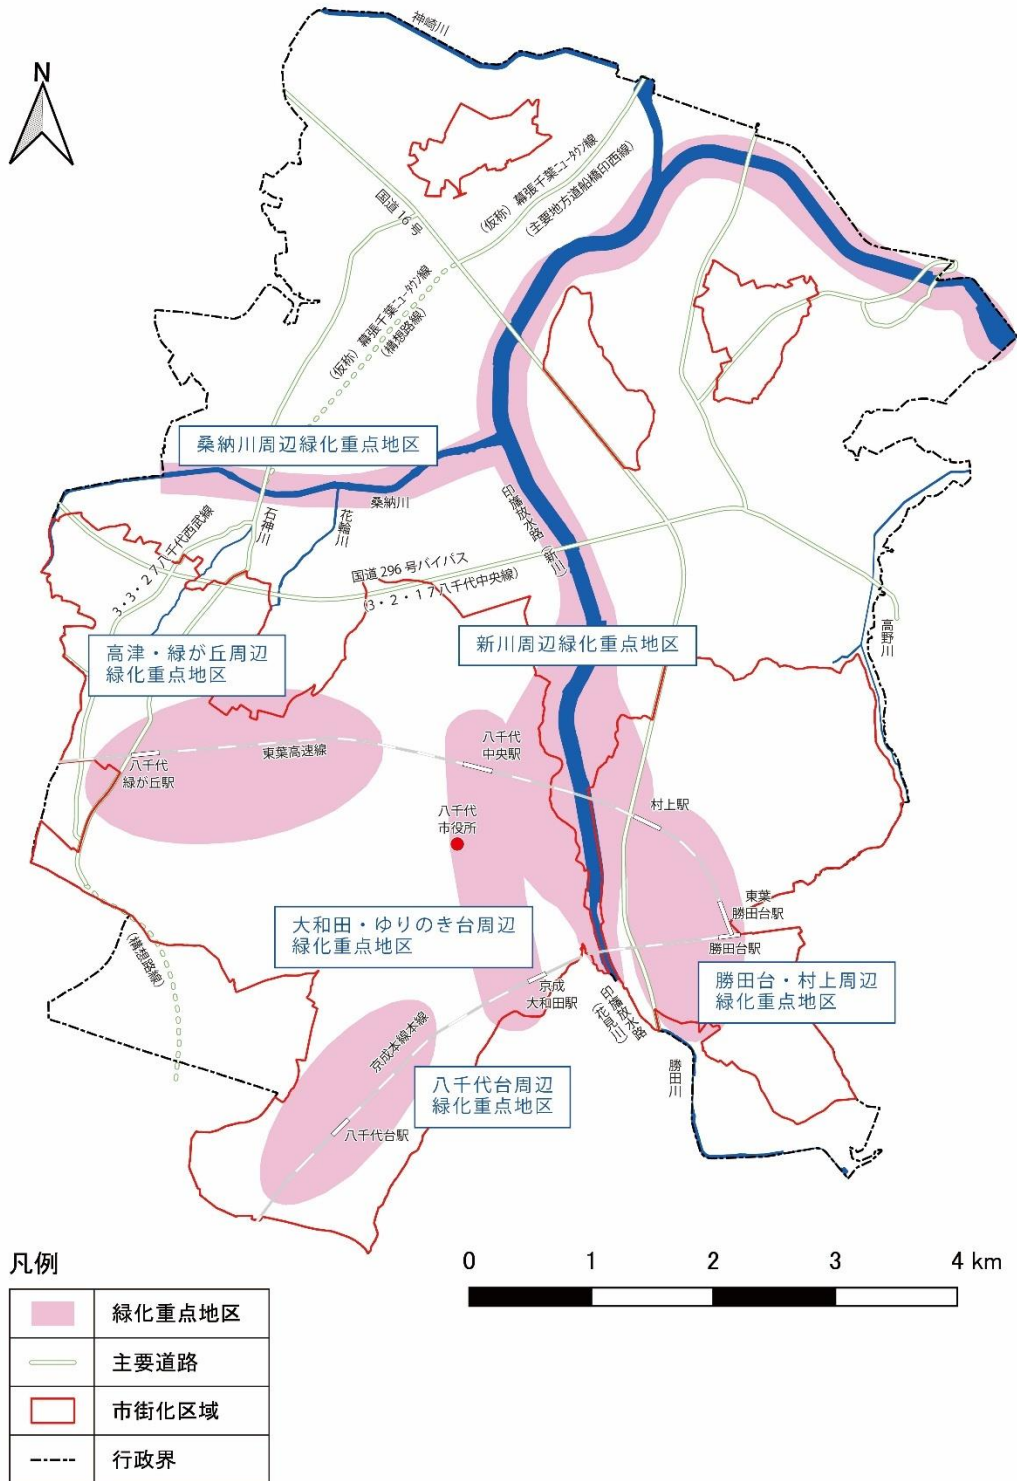 神崎川
N
(仮称)幕張千葉ニュータウン線
(主要地方道船橋印西線)
国道16号
(仮称)幕張千葉ニュータウン線
(構想路線)
桑納川周辺緑化重点地区
桑納川
石神川
花輪川
印旛放水路
(新川)
3・3・27八千代西武線
国道296号バイパス
(3・2・17八千代中央線)
高野川
高津・緑が丘周辺
緑化重点地区
新川周辺緑化重点地区
八千代
中央駅
東葉高速線
八千代
緑が丘駅
村上駅
八千代
市役所
東葉
勝田台駅
大和田・ゆりのき台周辺
緑化重点地区
勝田台駅
(構想路線)
勝田台・村上周辺
緑化重点地区
京成
大和田駅
印旛放水路
(花見川)
京成本線本線
勝田川
八千代台周辺
緑化重点地区
八千代台駅
凡例
緑化重点地区
主要道路
市街化区域
行政界
0 1 2 3 4 km